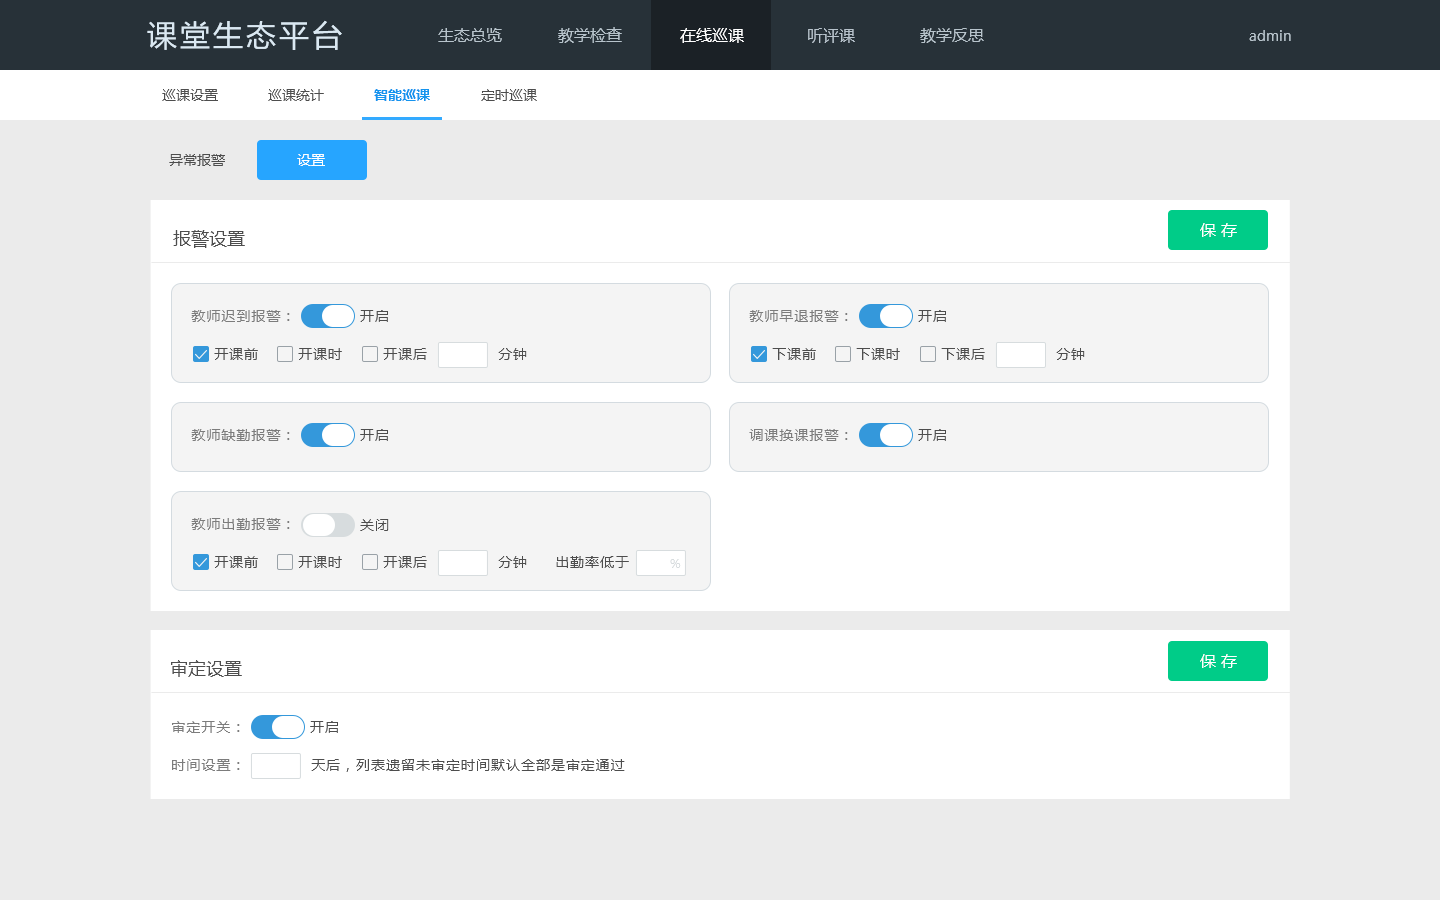 课堂生态平台 生态总览 教学检查 在线巡课 听评课 教学反思 admin
巡课设置 巡课统计 智能巡课 定时巡课
异常报警 设置
报警设置 保 存
教师迟到报警： 开启
开课前 开课时 开课后 分钟
教师早退报警： 开启
下课前 下课时 下课后 分钟
教师缺勤报警： 开启
调课换课报警： 开启
教师出勤报警： 关闭
开课前 开课时 开课后 分钟 出勤率低于 %
审定设置 保 存
审定开关： 开启
时间设置： 天后，列表遗留未审定时间默认全部是审定通过